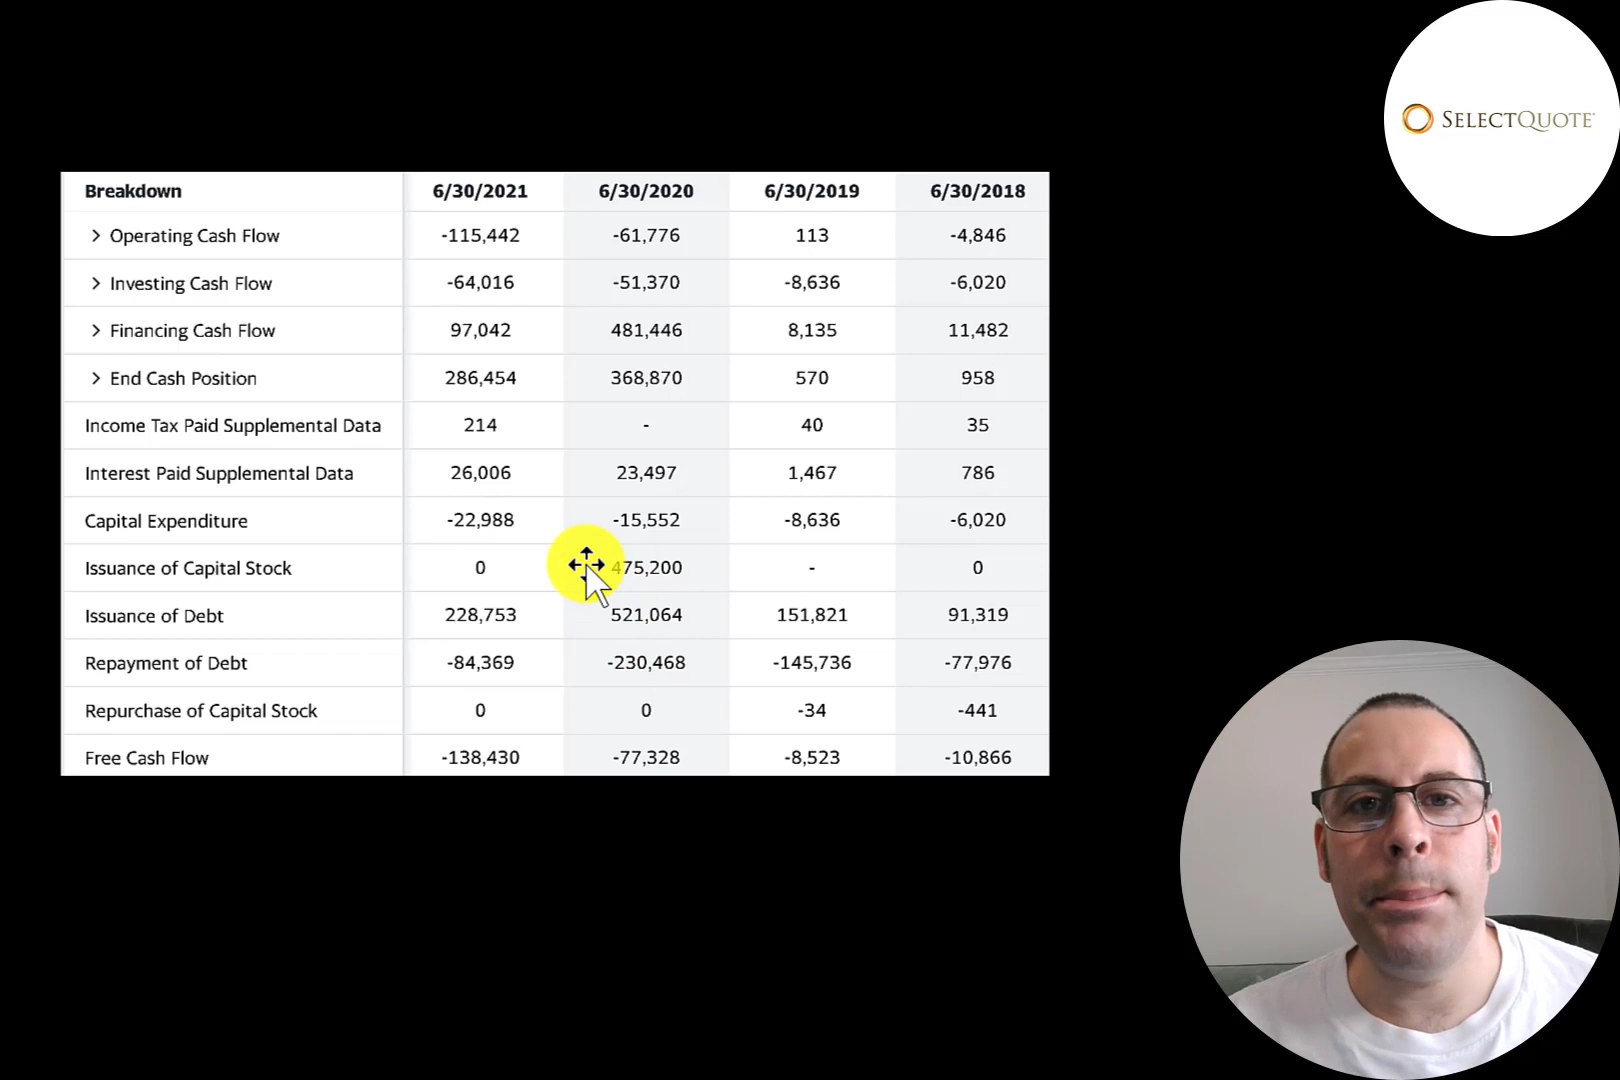 SELECTQUOTE
Breakdown 6/30/2021 6/30/2020 6/30/2019 6/30/2018
Operating Cash Flow -115,442 -61,776 113 -4,846
Investing Cash Flow -64,016 -51,370 -8,636 -6,020
Financing Cash Flow 97,042 481,446 8,135 11,482
End Cash Position 286,454 368,870 570 958
Income Tax Paid Supplemental Data 214 - 40 35
Interest Paid Supplemental Data 26,006 23,497 1,467 786
Capital Expenditure -22,988 -15,552 -8,636 -6,020
Issuance of Capital Stock 0 475,200 - 0
Issuance of Debt 228,753 521,064 151,821 91,319
Repayment of Debt -84,369 -230,468 -145,736 -77,976
Repurchase of Capital Stock 0 0 -34 -441
Free Cash Flow -138,430 -77,328 -8,523 -10,866